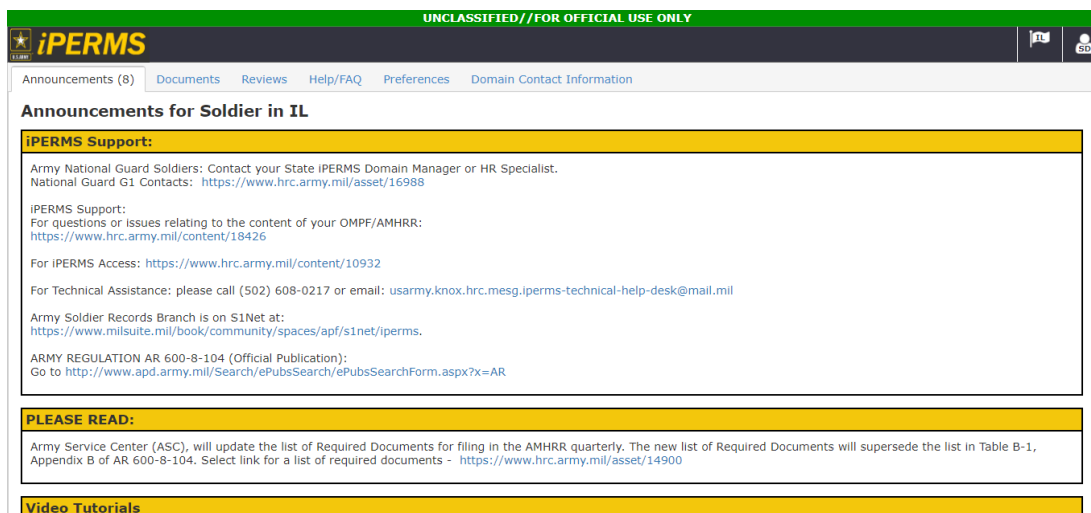 UNCLASSIFIED//FOR OFFICIAL USE ONLY
U.S. ARMY iPERMS IL SD
Announcements (8) Documents Reviews Help/FAQ Preferences Domain Contact Information
Announcements for Soldier in IL
iPERMS Support:
Army National Guard Soldiers: Contact your State iPERMS Domain Manager or HR Specialist.
National Guard G1 Contacts: https://www.hrc.army.mil/asset/16988
iPERMS Support:
For questions or issues relating to the content of your OMPF/AMHRR:
https://www.hrc.army.mil/content/18426
For iPERMS Access: https://www.hrc.army.mil/content/10932
For Technical Assistance: please call (502) 608-0217 or email: usarmy.knox.hrc.mesg.iperms-technical-help-desk@mail.mil
Army Soldier Records Branch is on S1Net at:
https://www.milsuite.mil/book/community/spaces/apf/s1net/iperms.
ARMY REGULATION AR 600-8-104 (Official Publication):
Go to http://www.apd.army.mil/Search/ePubsSearch/ePubsSearchForm.aspx?x=AR
PLEASE READ:
Army Service Center (ASC), will update the list of Required Documents for filing in the AMHRR quarterly. The new list of Required Documents will supersede the list in Table B-1,
Appendix B of AR 600-8-104. Select link for a list of required documents - https://www.hrc.army.mil/asset/14900
Video Tutorials